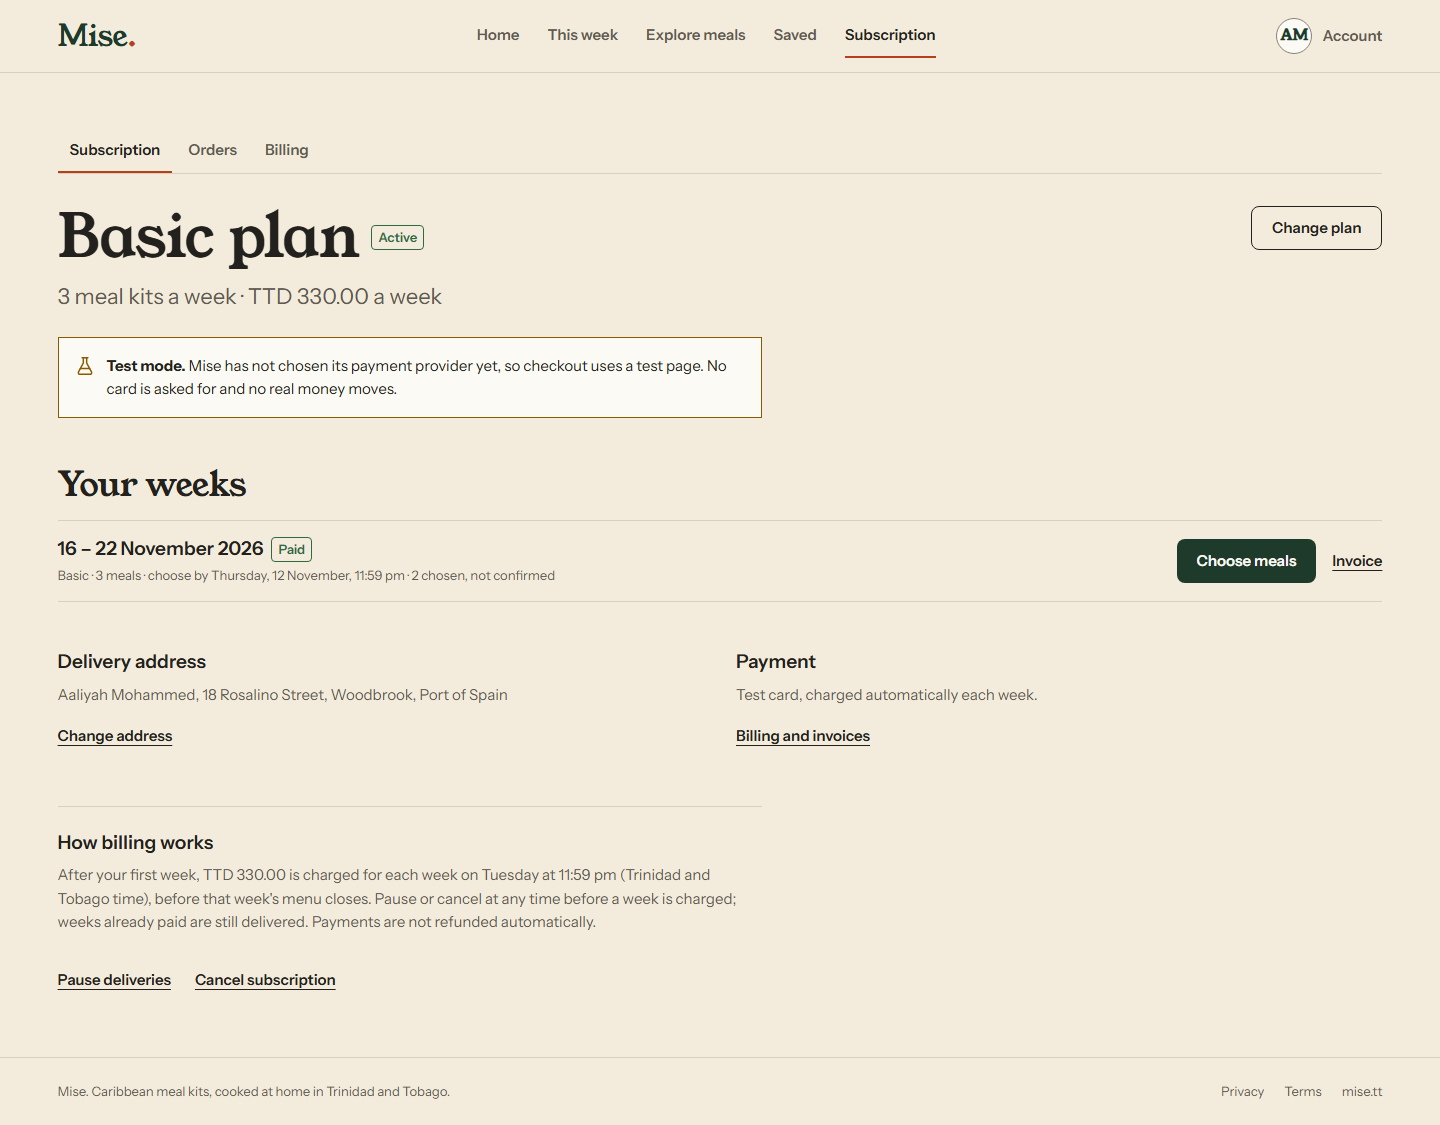 Mise.
Home
This week
Explore meals
Saved
Subscription
AM
Account
Subscription
Orders
Billing
Basic plan
Active
Change plan
3 meal kits a week · TTD 330.00 a week
Test mode. Mise has not chosen its payment provider yet, so checkout uses a test page. No
card is asked for and no real money moves.
Your weeks
16 – 22 November 2026
Paid
Basic · 3 meals · choose by Thursday, 12 November, 11:59 pm · 2 chosen, not confirmed
Choose meals
Invoice
Delivery address
Aaliyah Mohammed, 18 Rosalino Street, Woodbrook, Port of Spain
Change address
Payment
Test card, charged automatically each week.
Billing and invoices
How billing works
After your first week, TTD 330.00 is charged for each week on Tuesday at 11:59 pm (Trinidad and
Tobago time), before that week's menu closes. Pause or cancel at any time before a week is charged;
weeks already paid are still delivered. Payments are not refunded automatically.
Pause deliveries
Cancel subscription
Mise. Caribbean meal kits, cooked at home in Trinidad and Tobago.
Privacy
Terms
mise.tt